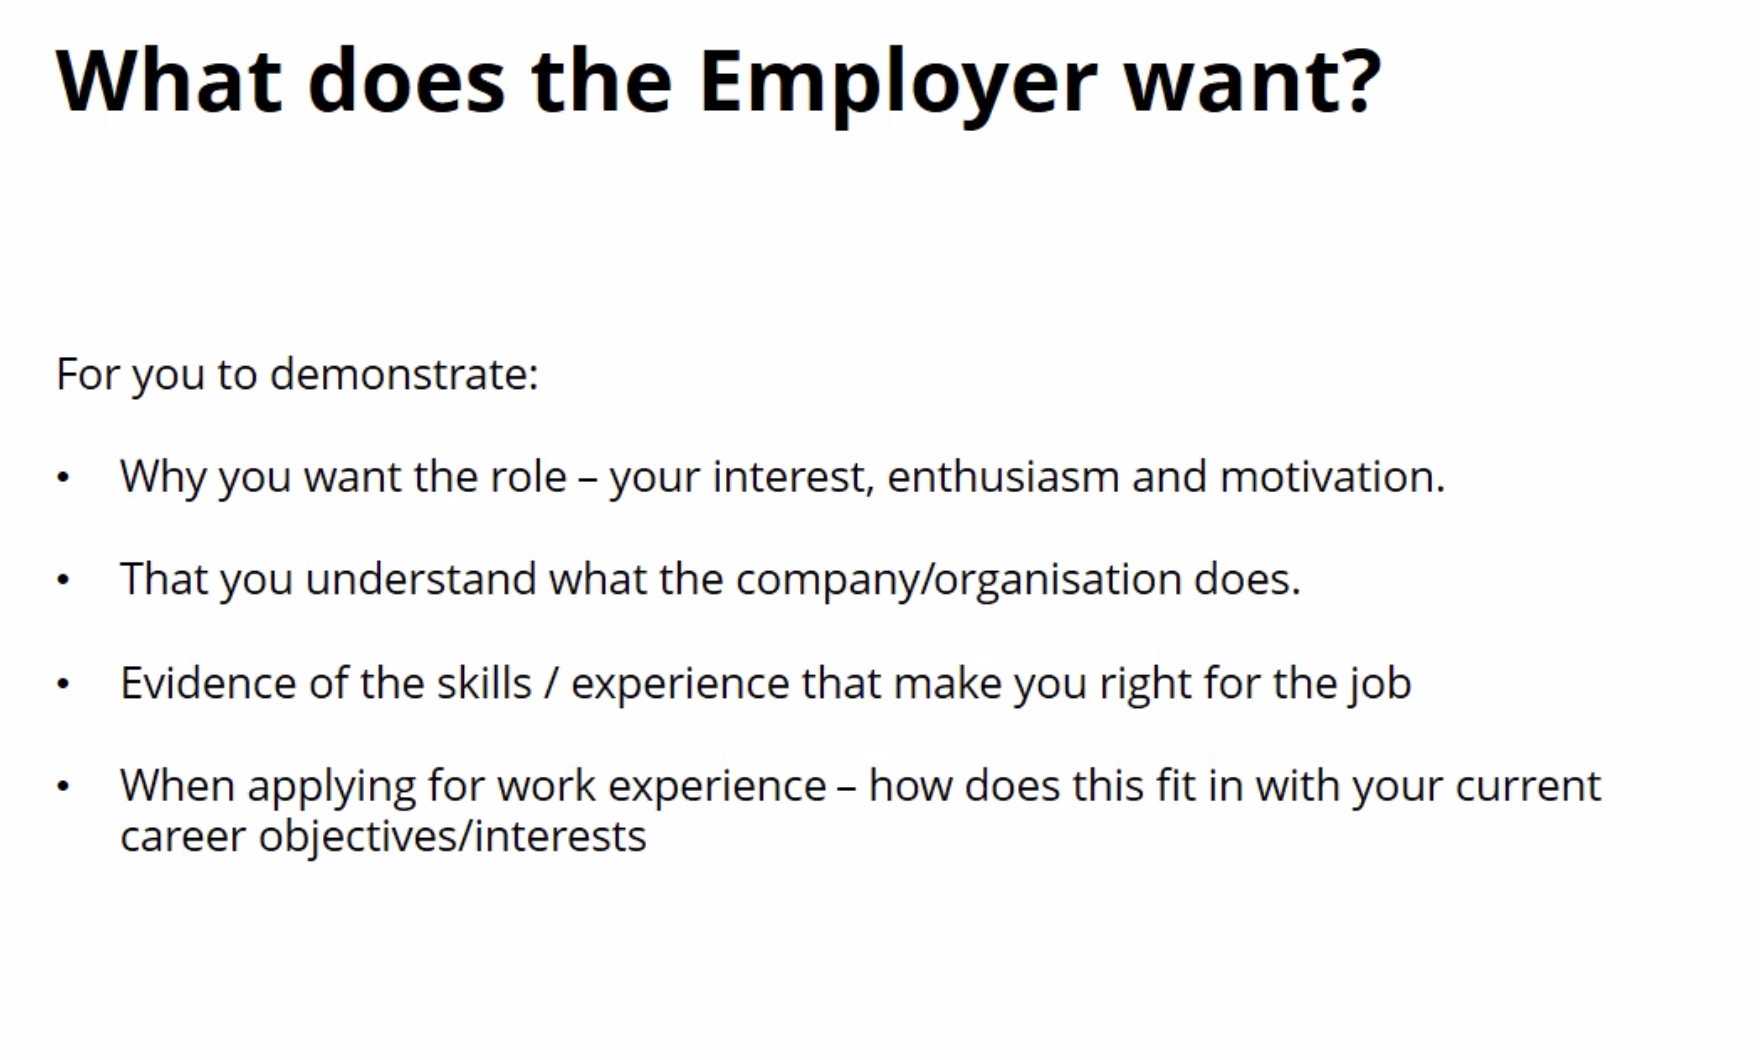 What does the Employer want?
For you to demonstrate:
• Why you want the role – your interest, enthusiasm and motivation.
• That you understand what the company/organisation does.
• Evidence of the skills / experience that make you right for the job
• When applying for work experience – how does this fit in with your current
career objectives/interests